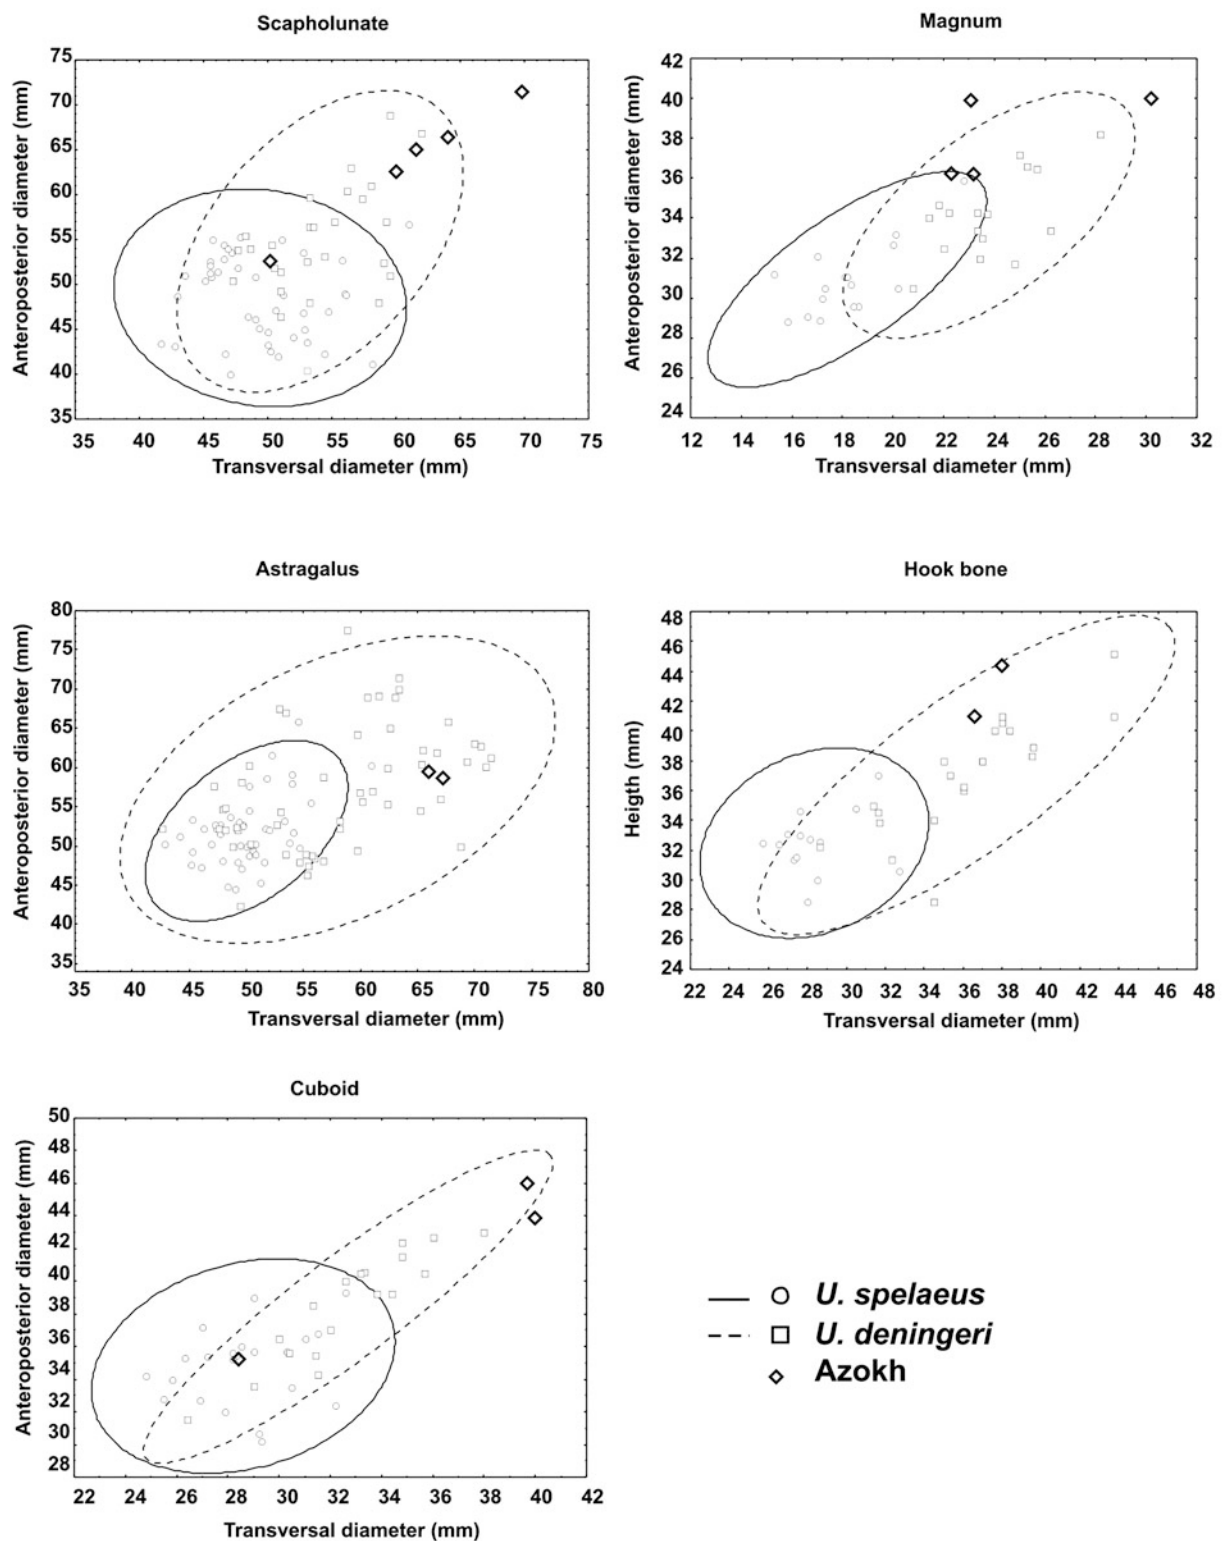 Scapholunate
Anteroposterior diameter (mm)
75
70
65
60
55
50
45
40
35
35 40 45 50 55 60 65 70 75
Transversal diameter (mm)
Magnum
Anteroposterior diameter (mm)
42
40
38
36
34
32
30
28
26
24
12 14 16 18 20 22 24 26 28 30 32
Transversal diameter (mm)
Astragalus
Anteroposterior diameter (mm)
80
75
70
65
60
55
50
45
40
34
35 40 45 50 55 60 65 70 75 80
Transversal diameter (mm)
Hook bone
Heigth (mm)
48
46
44
42
40
38
36
34
32
30
28
26
24
22 24 26 28 30 32 34 36 38 40 42 44 46 48
Transversal diameter (mm)
Cuboid
Anteroposterior diameter (mm)
50
48
46
44
42
40
38
36
34
32
30
28
22 24 26 28 30 32 34 36 38 40 42
Transversal diameter (mm)
U. spelaeus
U. deningeri
Azokh